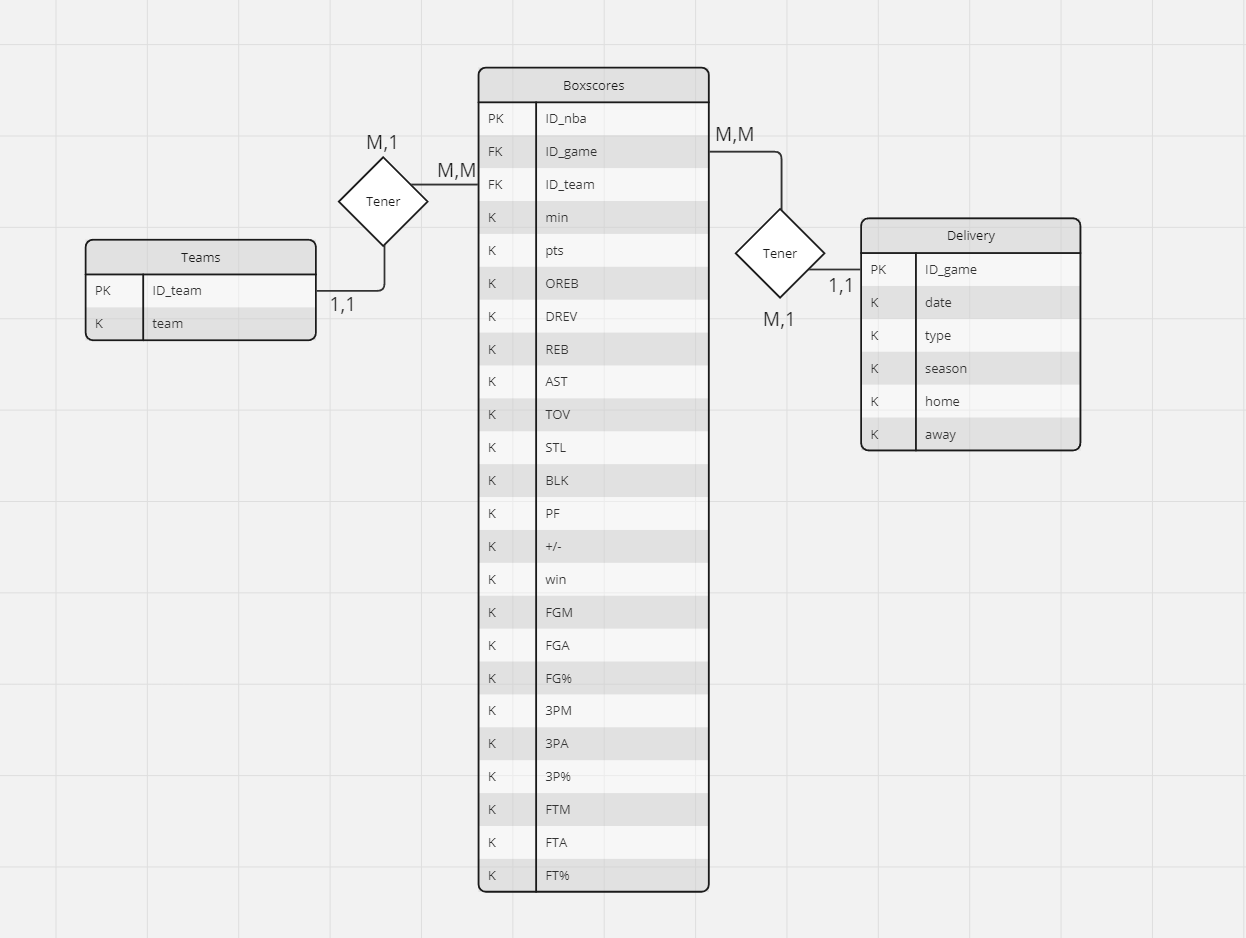 Boxscores
PK ID_nba
FK ID_game
FK ID_team
K min
K pts
K OREB
K DREV
K REB
K AST
K TOV
K STL
K BLK
K PF
K +/-
K win
K FGM
K FGA
K FG%
K 3PM
K 3PA
K 3P%
K FTM
K FTA
K FT%
M,1
M,M
Tener
Teams
PK ID_team
K team
1,1
M,M
Tener
1,1
M,1
Delivery
PK ID_game
K date
K type
K season
K home
K away